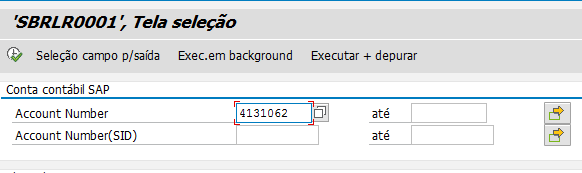 'SBRLR0001', Tela seleção
Seleção campo p/saída Exec.em background Executar + depurar
Conta contábil SAP
Account Number 4131062 até
Account Number(SID) até